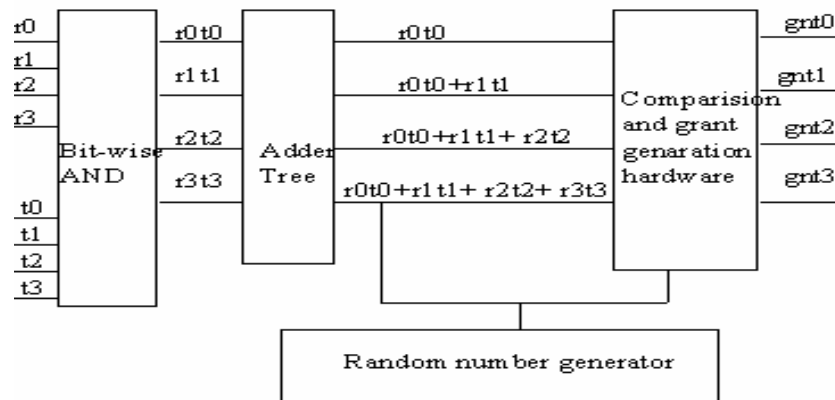 r0
r1
r2
r3
t0
t1
t2
t3
Bit-wise
AND
r0t0
r1t1
r2t2
r3t3
Adder
Tree
r0t0
r0t0+r1t1
r0t0+r1t1+ r2t2
r0t0+r1t1+ r2t2+ r3t3
Comparision
and grant
genaration
hardware
gnt0
gnt1
gnt2
gnt3
Random number generator